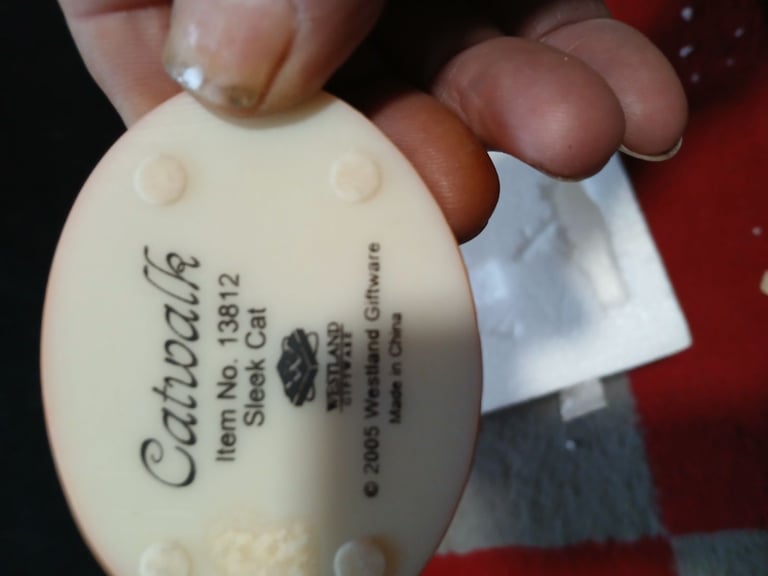 Catwalk
Item No. 13812
Sleek Cat
WESTLAND
GIFTWARE
© 2005 Westland Giftware
Made in China